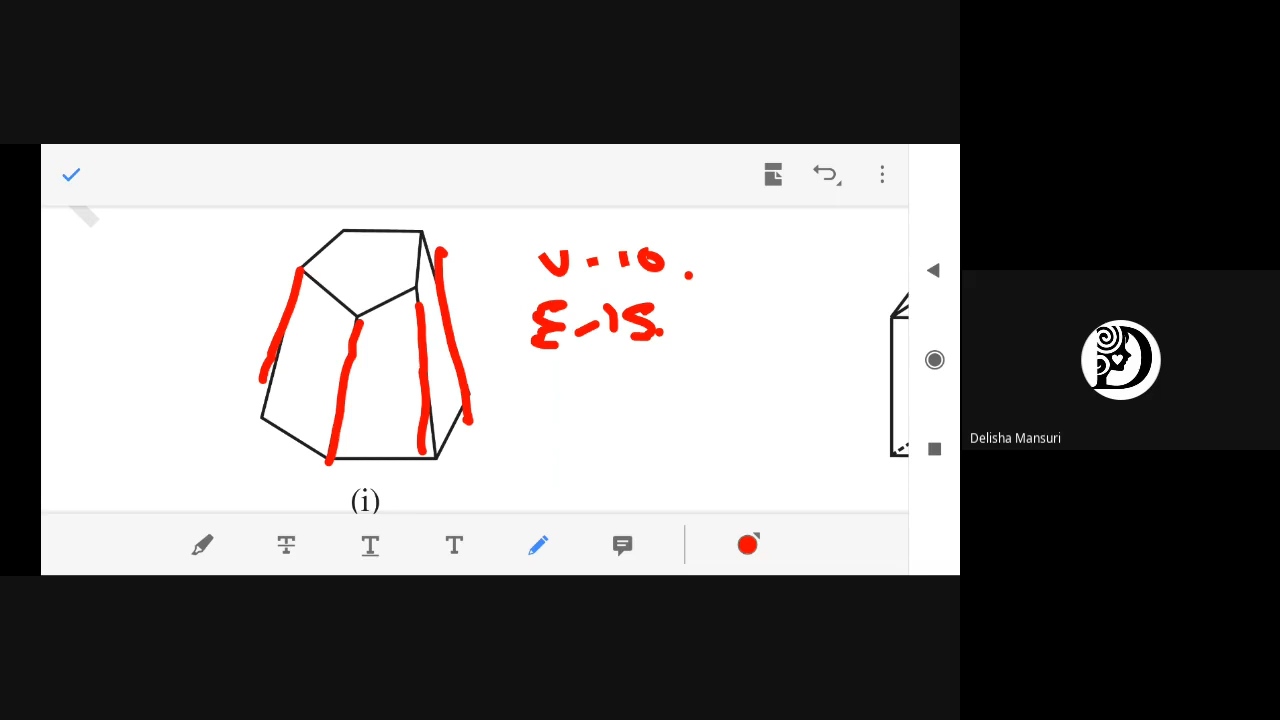 V - 10.
E - 15.
(i)
Delisha Mansuri